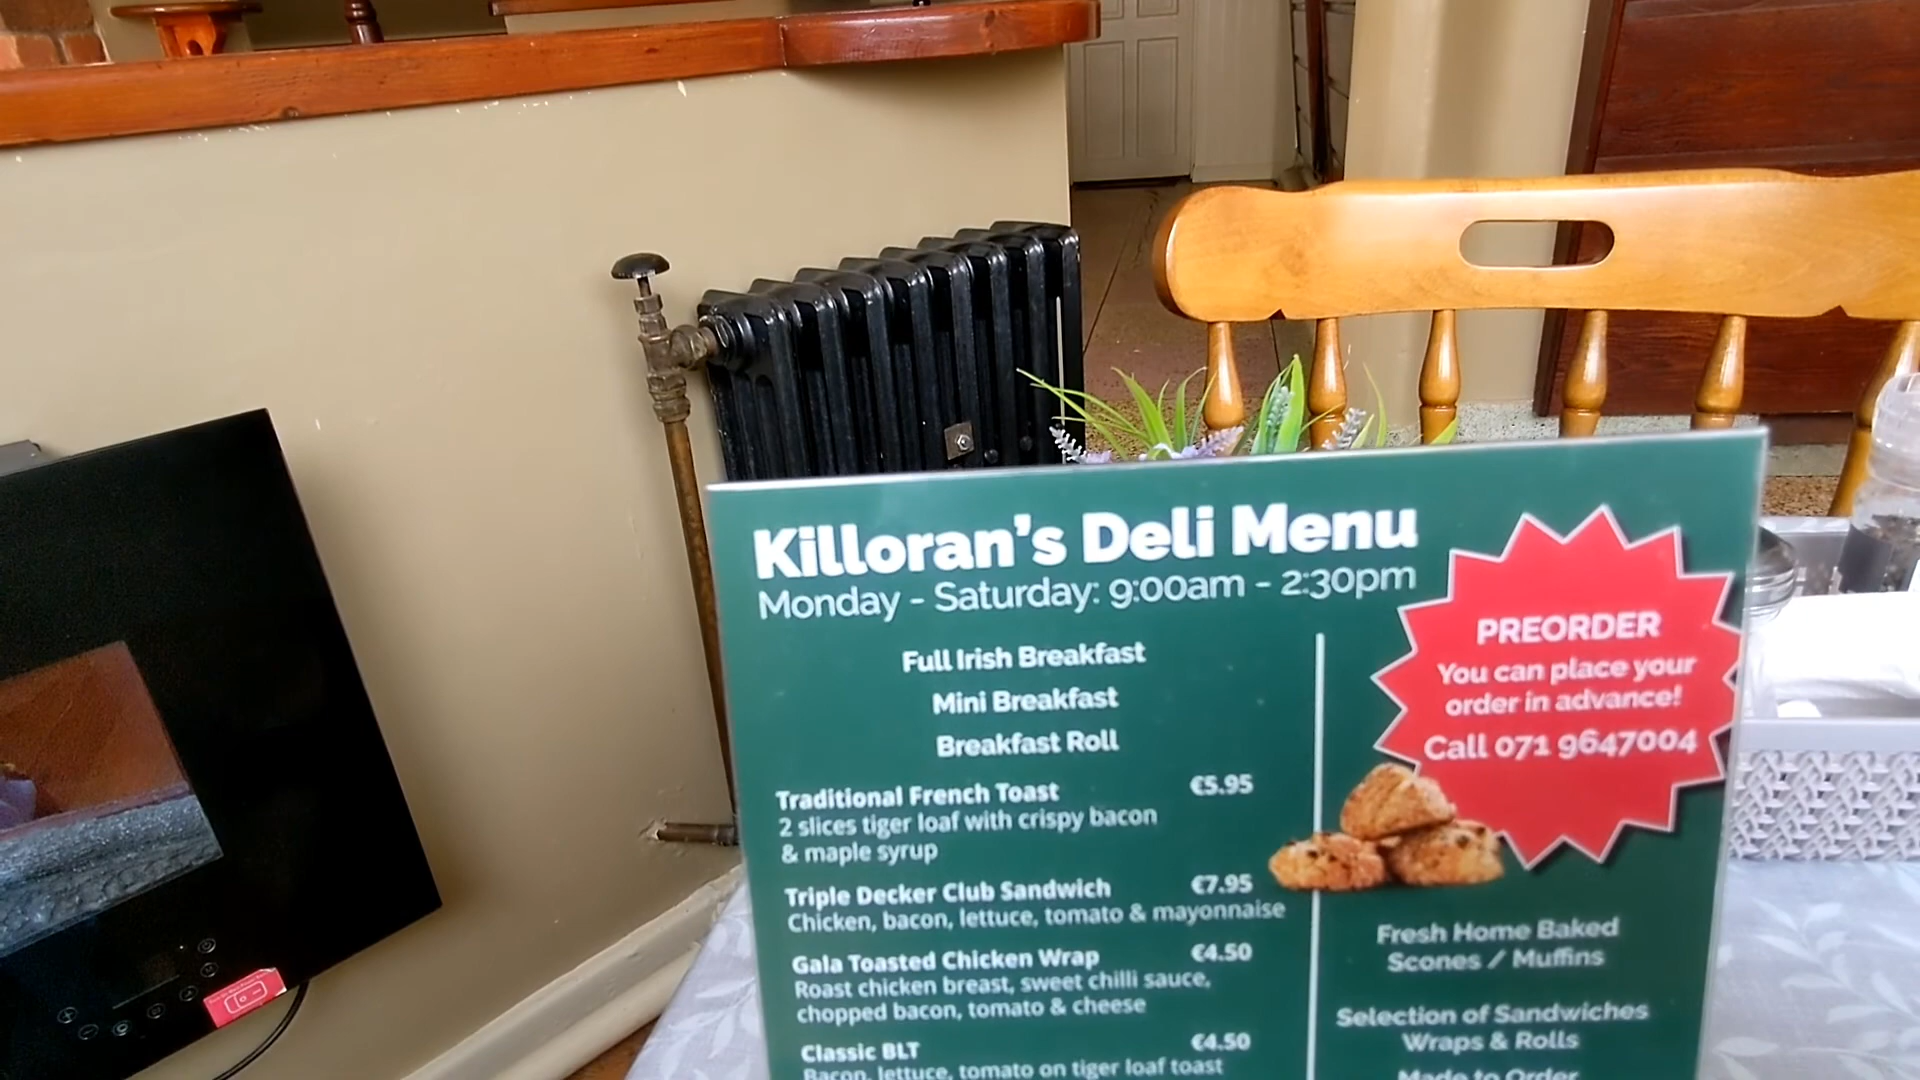 Killoran's Deli Menu
Monday - Saturday: 9:00am - 2:30pm
Full Irish Breakfast
Mini Breakfast
Breakfast Roll
Traditional French Toast €5.95
2 slices tiger loaf with crispy bacon
& maple syrup
Triple Decker Club Sandwich €7.95
Chicken, bacon, lettuce, tomato & mayonnaise
Gala Toasted Chicken Wrap €4.50
Roast chicken breast, sweet chilli sauce,
chopped bacon, tomato & cheese
Classic BLT €4.50
Bacon, lettuce, tomato on tiger loaf toast
PREORDER
You can place your
order in advance!
Call 071 9647004
Fresh Home Baked
Scones / Muffins
Selection of Sandwiches
Wraps & Rolls
Made to Order